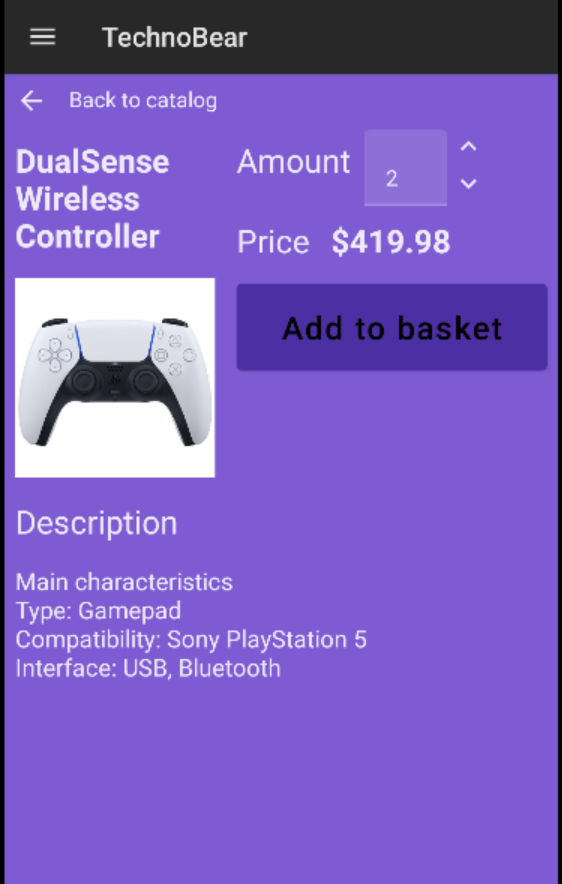 TechnoBear
Back to catalog
DualSense
Wireless
Controller
Amount 2
Price $419.98
Add to basket
Description
Main characteristics
Type: Gamepad
Compatibility: Sony PlayStation 5
Interface: USB, Bluetooth